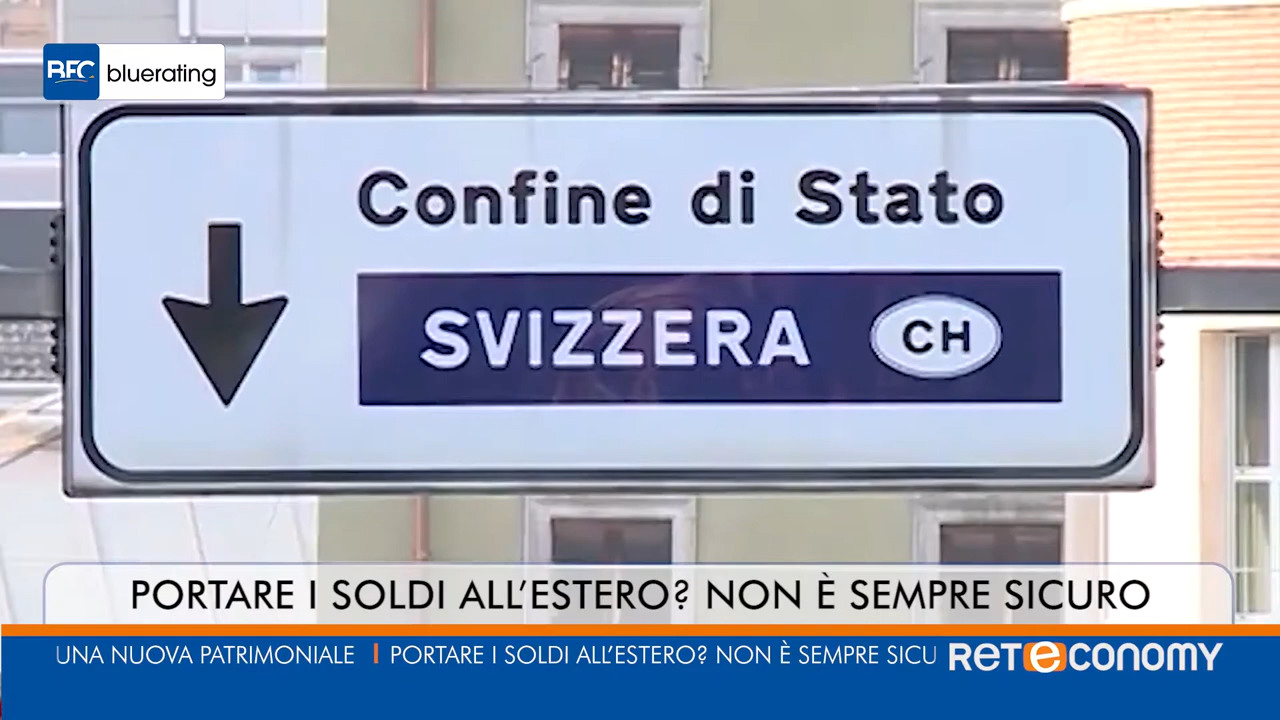 BFC bluerating
Confine di Stato
SVIZZERA CH
PORTARE I SOLDI ALL'ESTERO? NON È SEMPRE SICURO
UNA NUOVA PATRIMONIALE | PORTARE I SOLDI ALL'ESTERO? NON È SEMPRE SICU
RETeCONOMY